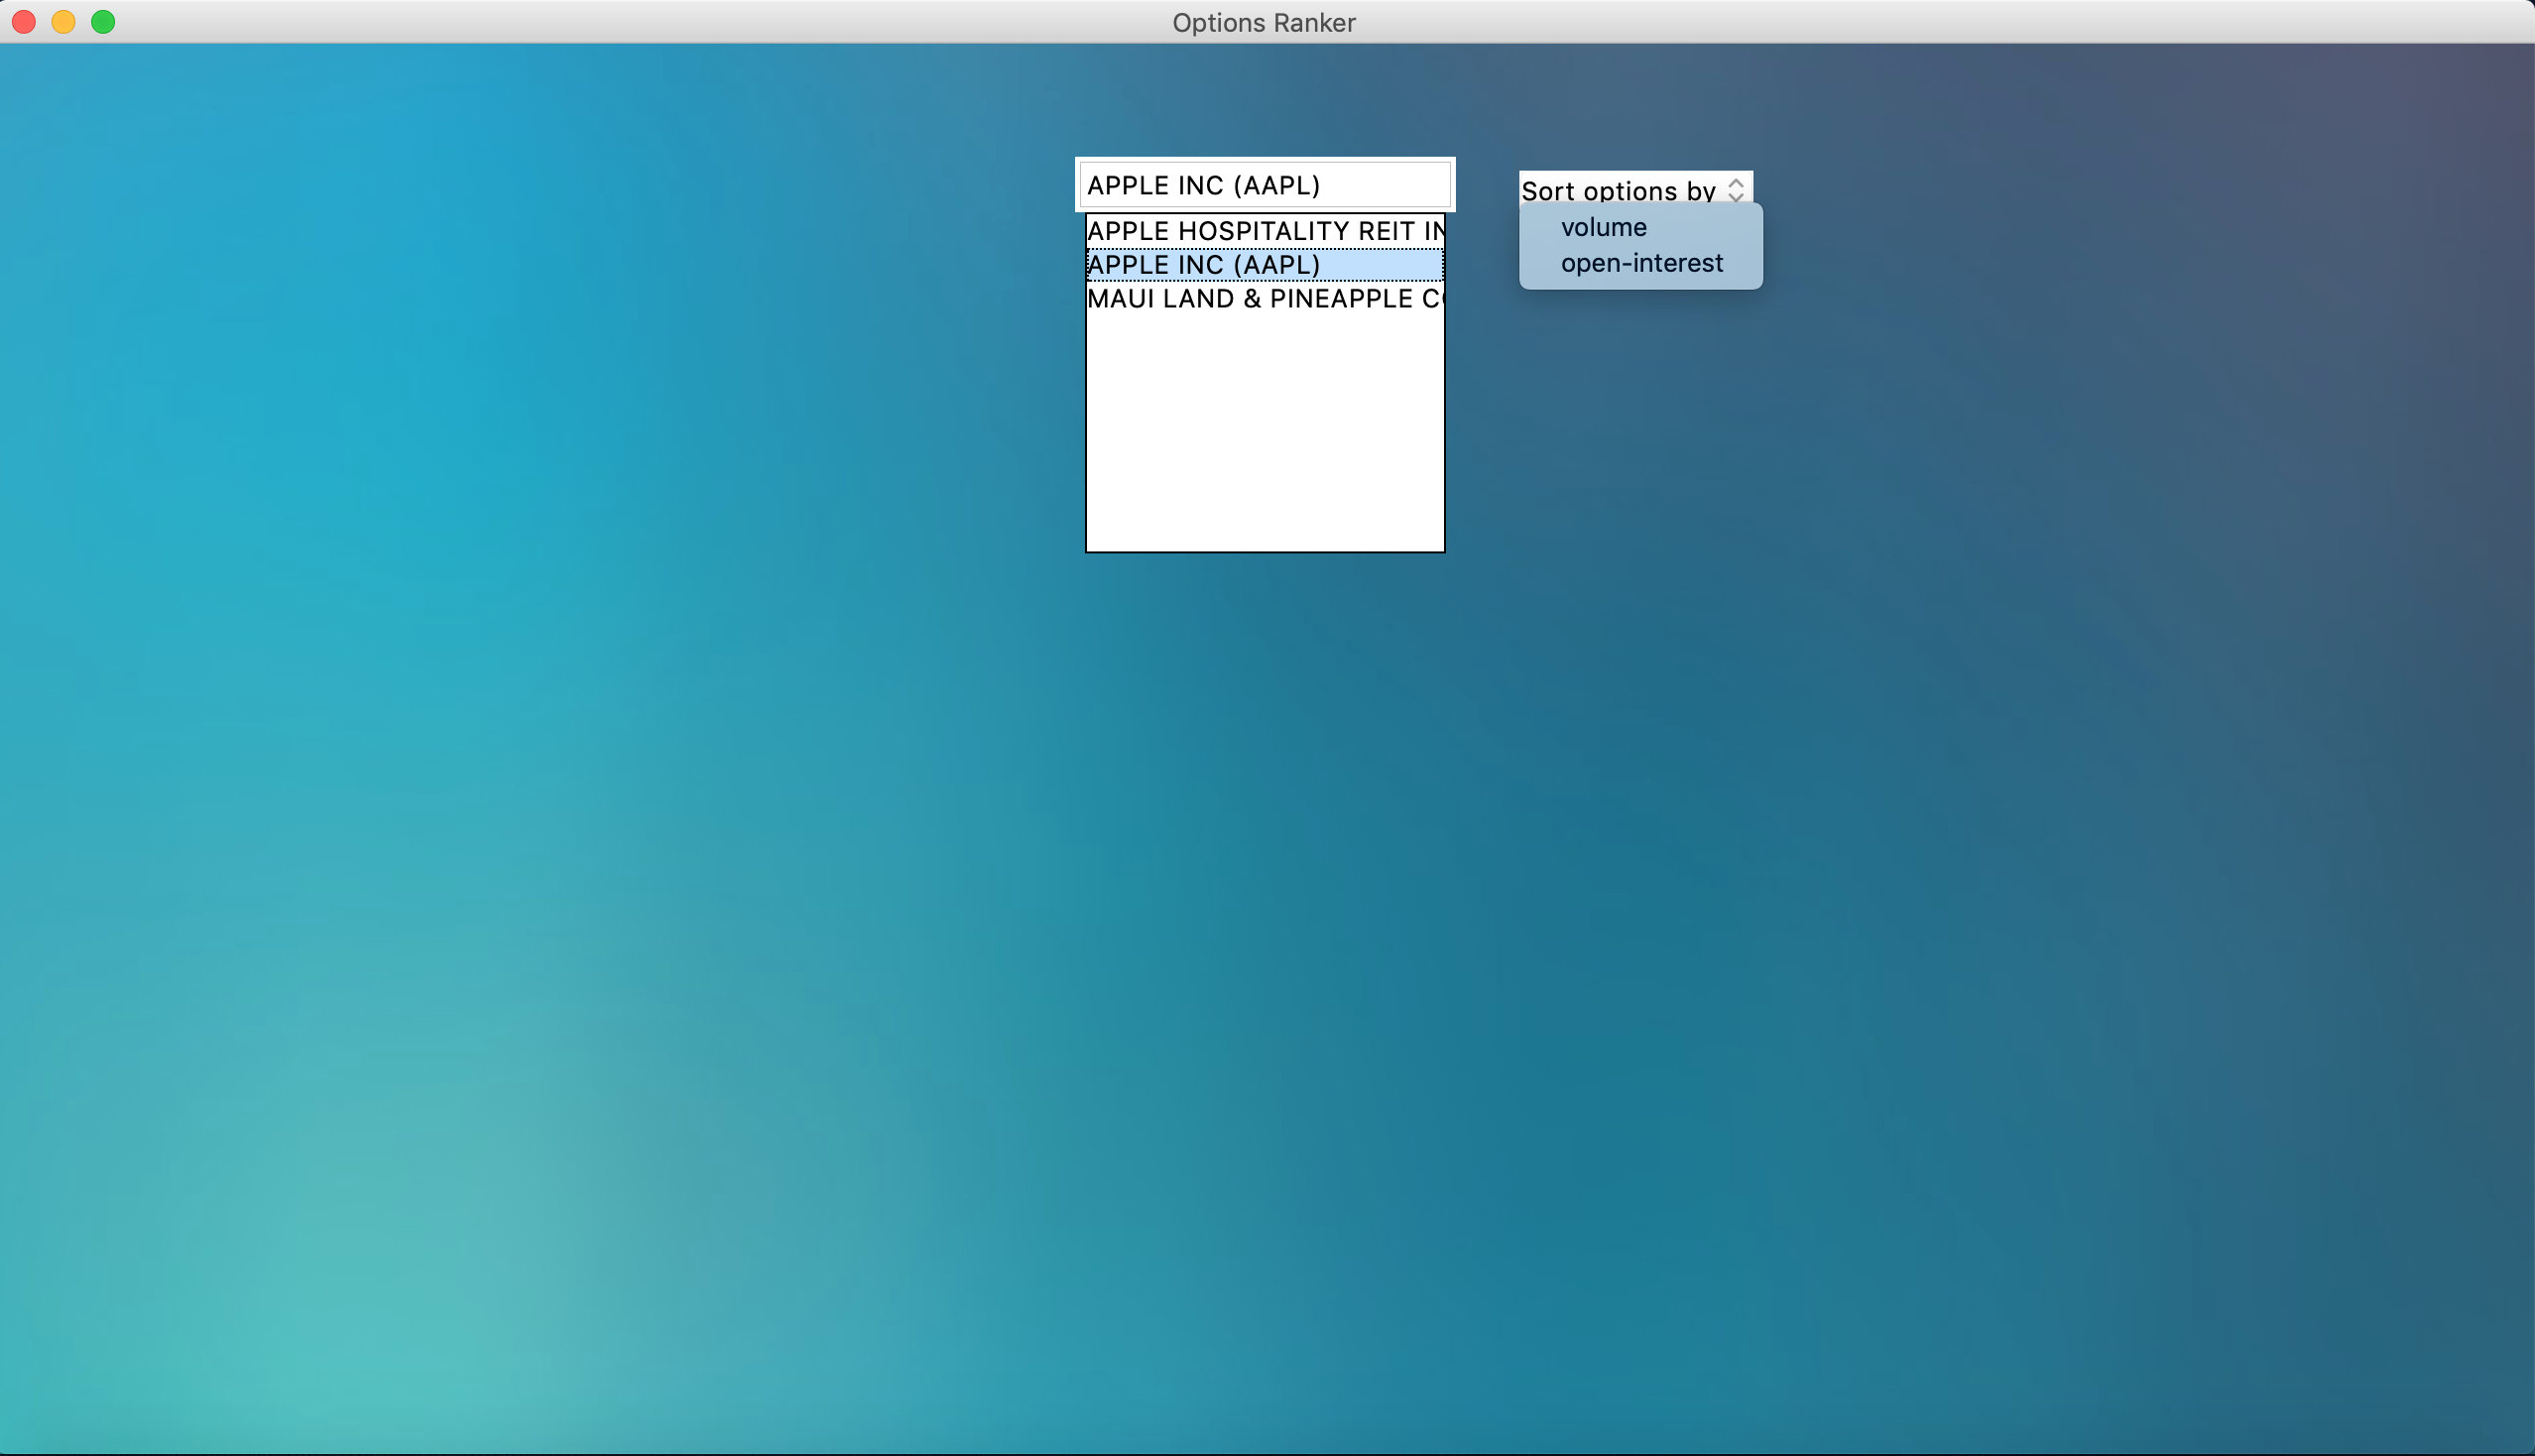 Options Ranker
APPLE INC (AAPL)
Sort options by
APPLE HOSPITALITY REIT IN
APPLE INC (AAPL)
MAUI LAND & PINEAPPLE C
volume
open-interest